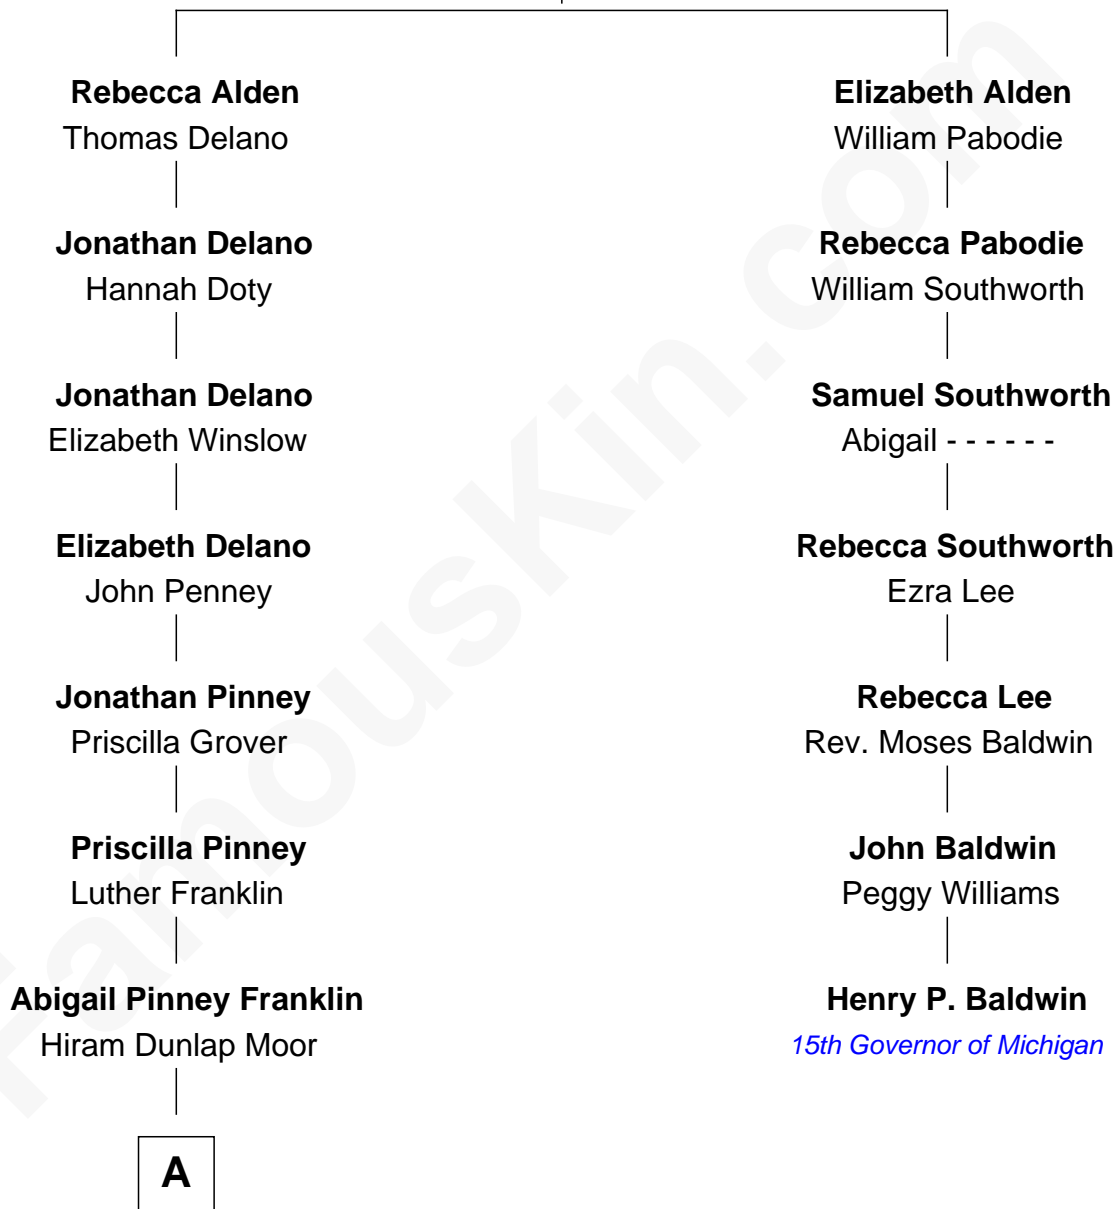 Rebecca Alden
Thomas Delano
Elizabeth Alden
William Pabodie
Jonathan Delano
Hannah Doty
Rebecca Pabodie
William Southworth
Jonathan Delano
Elizabeth Winslow
Samuel Southworth
Abigail - - - - - -
Elizabeth Delano
John Penney
Rebecca Southworth
Ezra Lee
Jonathan Pinney
Priscilla Grover
Rebecca Lee
Rev. Moses Baldwin
Priscilla Pinney
Luther Franklin
John Baldwin
Peggy Williams
Abigail Pinney Franklin
Hiram Dunlap Moor
Henry P. Baldwin
15th Governor of Michigan
A
FamousKin.com